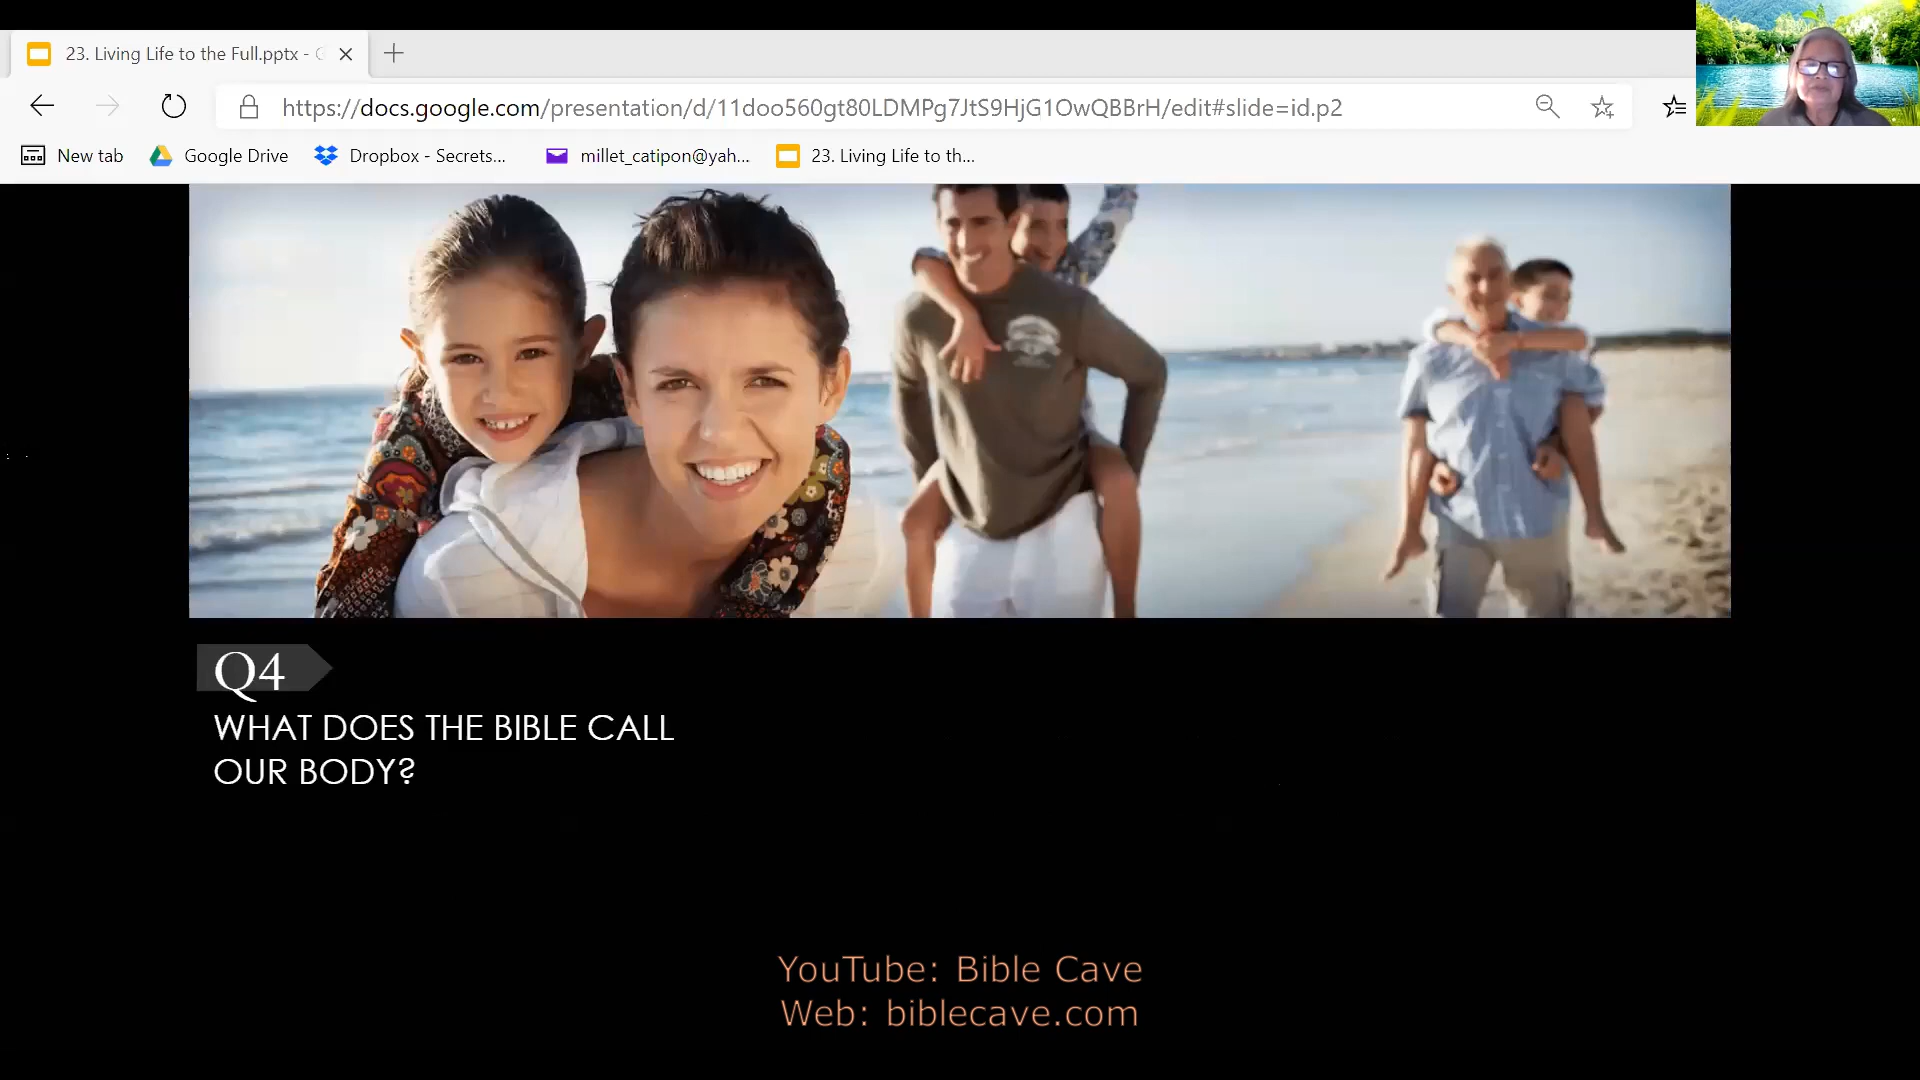 23. Living Life to the Full.pptx - G
https://docs.google.com/presentation/d/11doo560gt80LDMPg7JtS9HjG1OwQBBrH/edit#slide=id.p2
New tab
Google Drive
Dropbox - Secrets...
millet_catipon@yah...
23. Living Life to th...
Q4
WHAT DOES THE BIBLE CALL
OUR BODY?
YouTube: Bible Cave
Web: biblecave.com